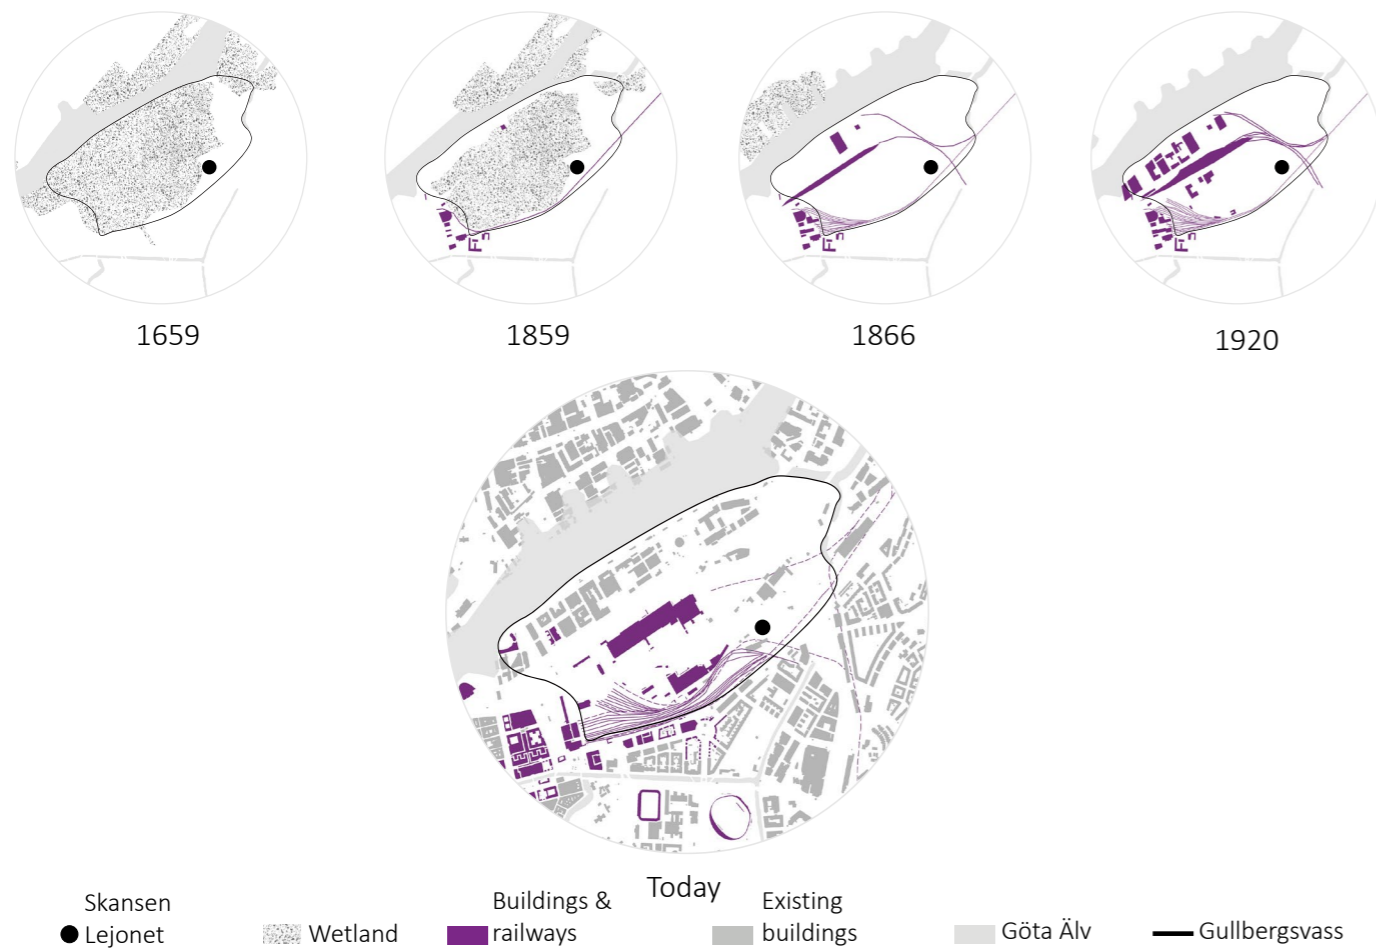 1659
1859
1866
1920
Today
Skansen
Lejonet
Wetland
Buildings &
railways
Existing
buildings
Göta Älv
Gullbergsvass